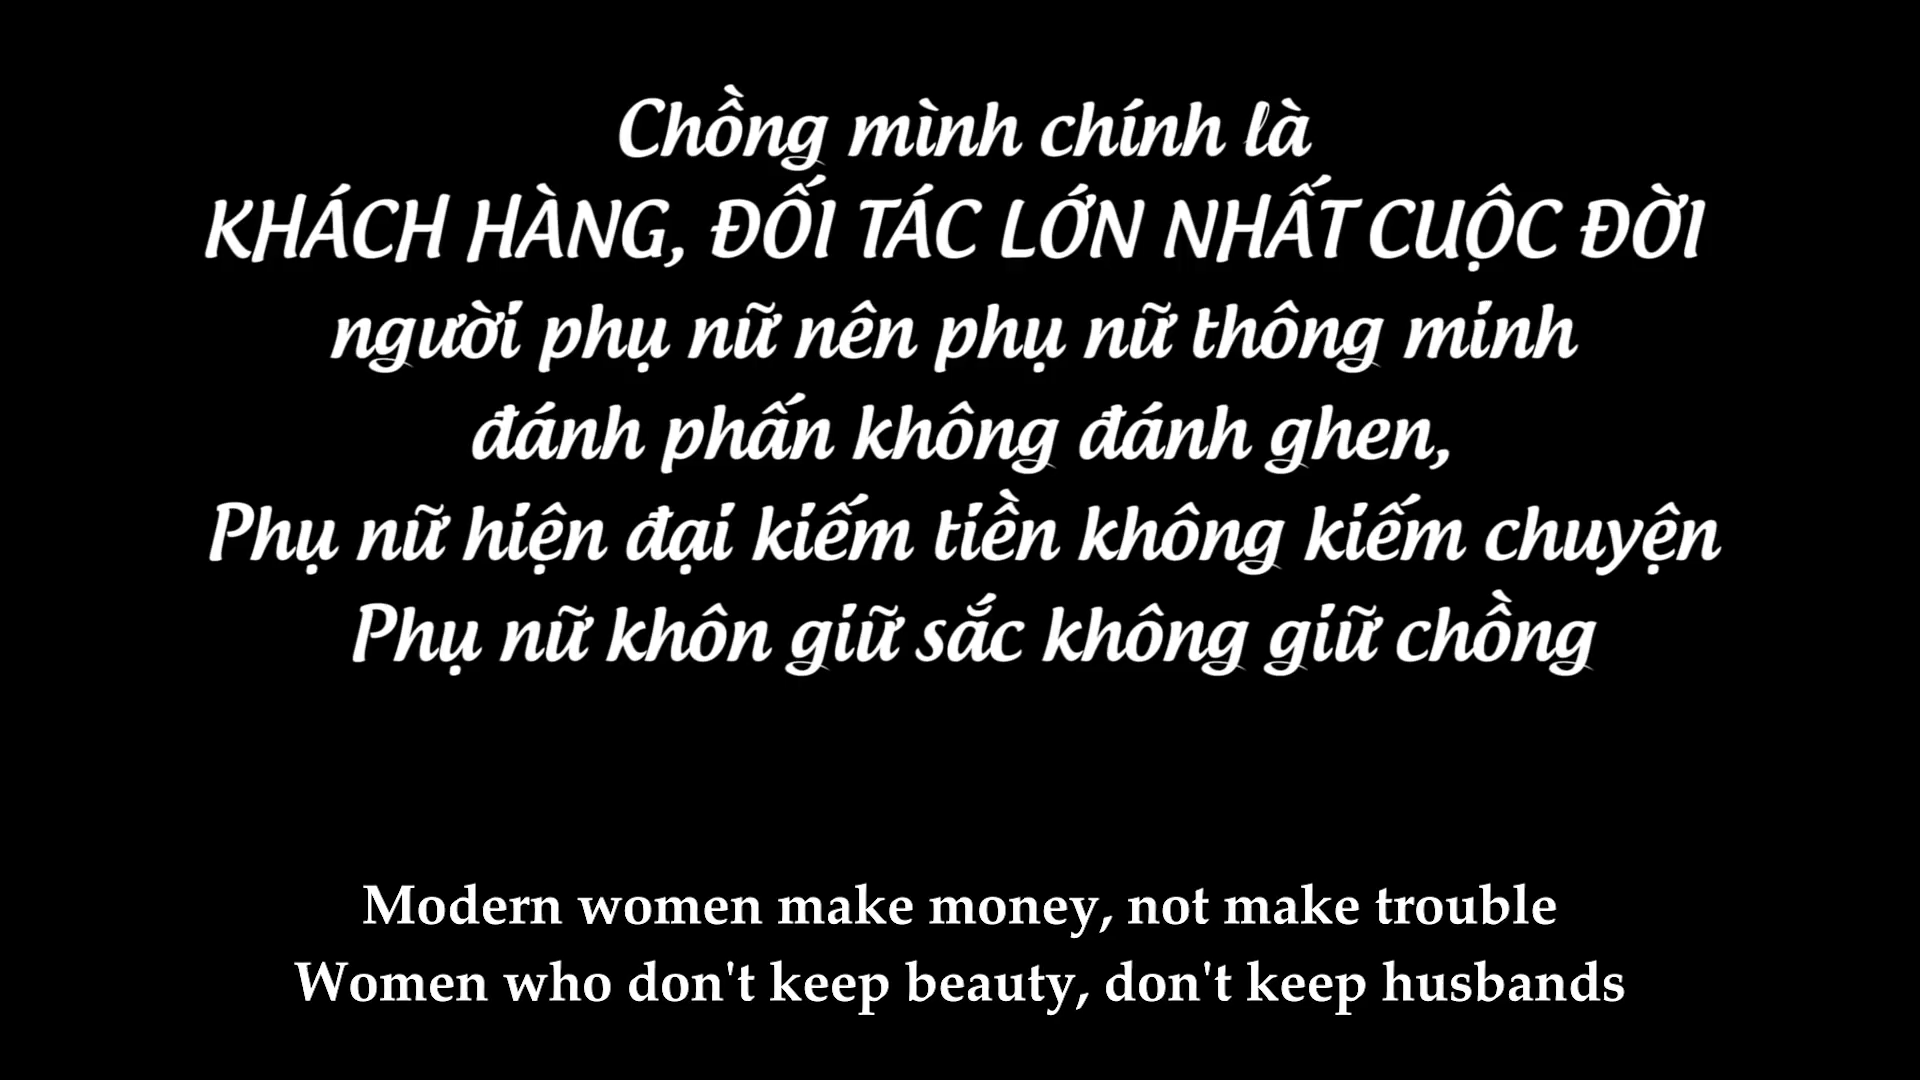 Chồng mình chính là
KHÁCH HÀNG, ĐỐI TÁC LỚN NHẤT CUỘC ĐỜI
người phụ nữ nên phụ nữ thông minh
đánh phấn không đánh ghen,
Phụ nữ hiện đại kiếm tiền không kiếm chuyện
Phụ nữ khôn giữ sắc không giữ chồng
Modern women make money, not make trouble
Women who don't keep beauty, don't keep husbands